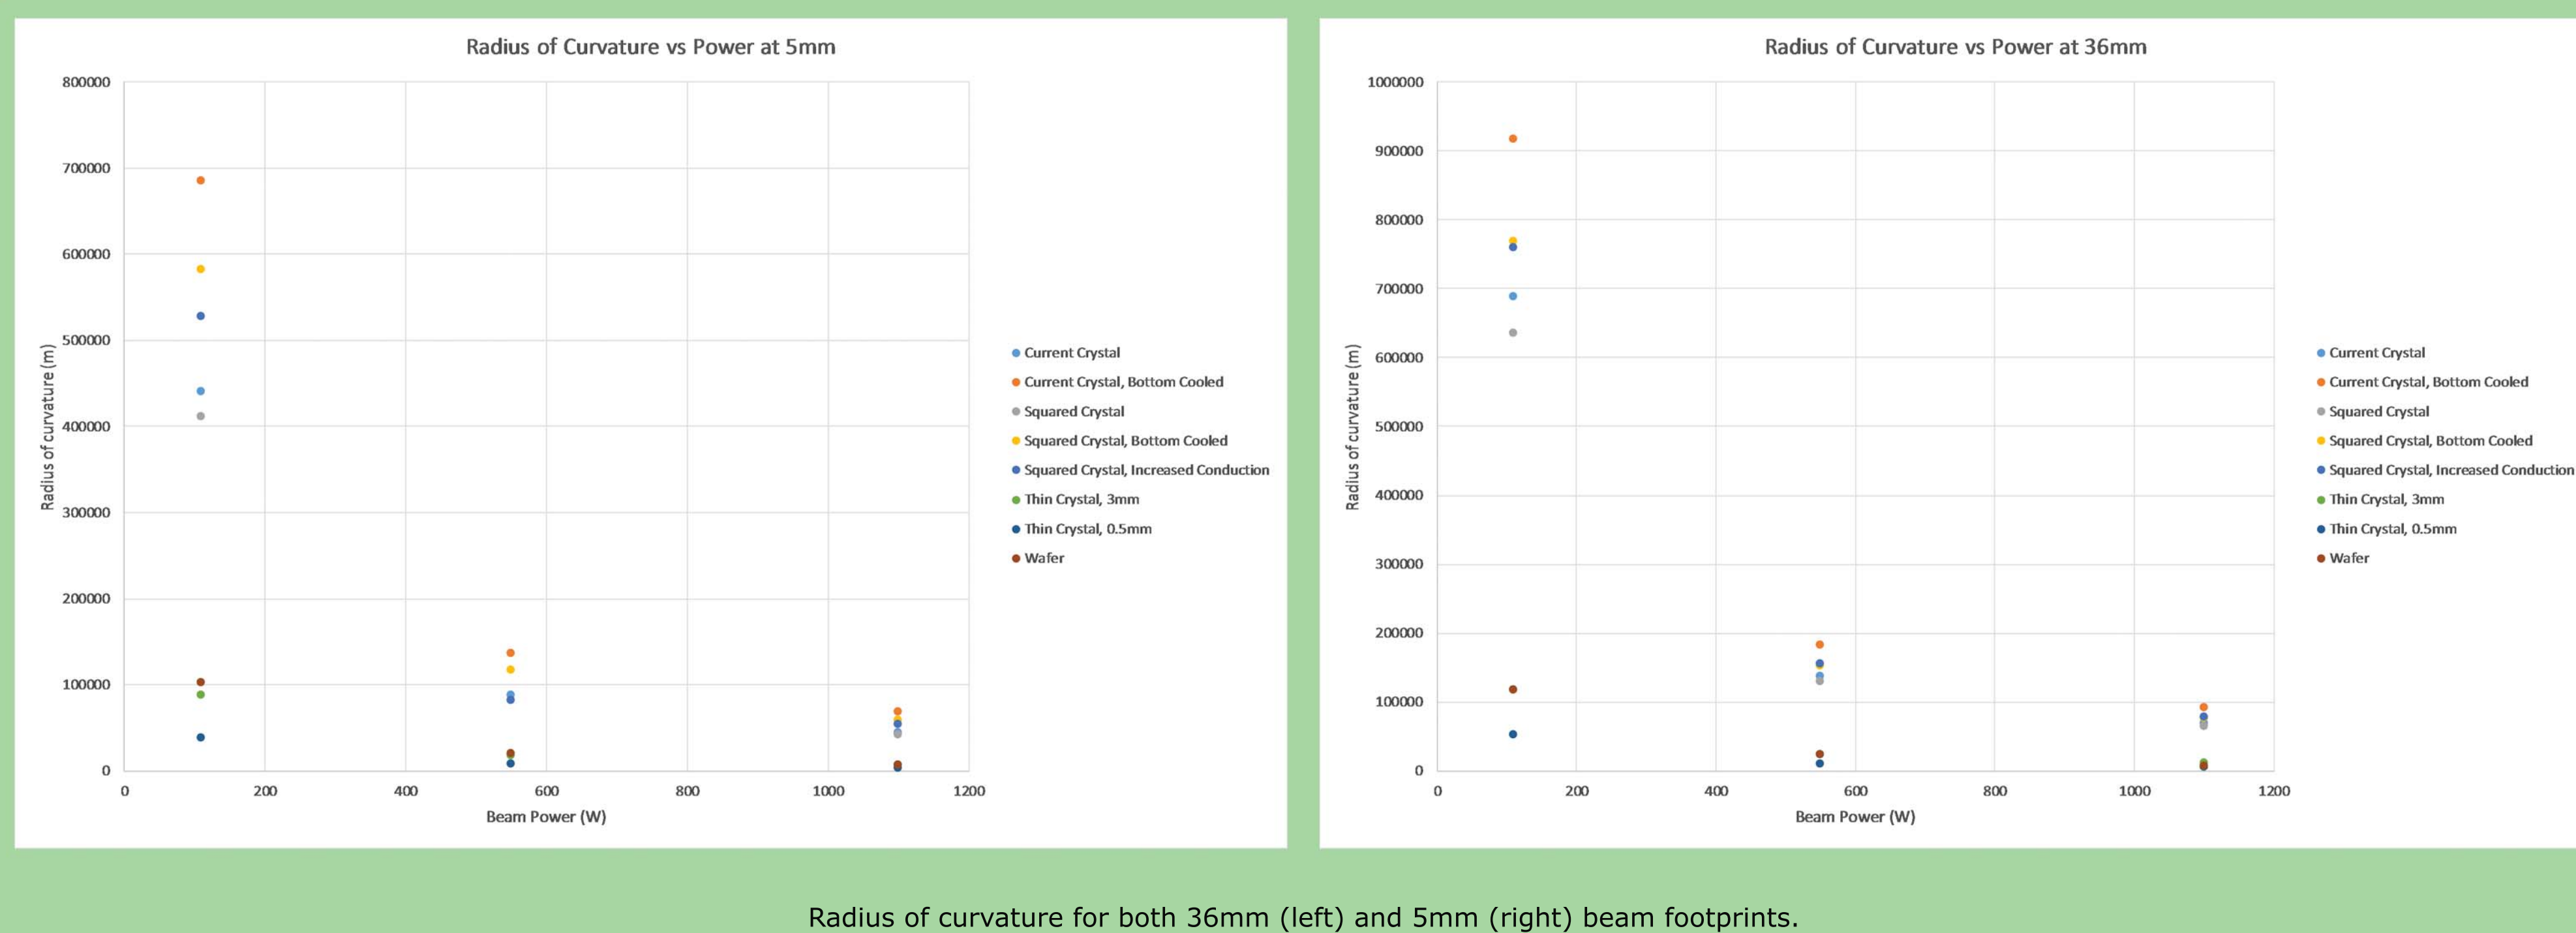 Radius of Curvature vs Power at 5mm
800000
700000
600000
500000
400000
300000
200000
100000
0
Radius of curvature (m)
0 200 400 600 800 1000 1200
Beam Power (W)
Current Crystal
Current Crystal, Bottom Cooled
Squared Crystal
Squared Crystal, Bottom Cooled
Squared Crystal, Increased Conduction
Thin Crystal, 3mm
Thin Crystal, 0.5mm
Wafer
Radius of Curvature vs Power at 36mm
1000000
900000
800000
700000
600000
500000
400000
300000
200000
100000
0
Radius of curvature (m)
0 200 400 600 800 1000 1200
Beam Power (W)
Current Crystal
Current Crystal, Bottom Cooled
Squared Crystal
Squared Crystal, Bottom Cooled
Squared Crystal, Increased Conduction
Thin Crystal, 3mm
Thin Crystal, 0.5mm
Wafer
Radius of curvature for both 36mm (left) and 5mm (right) beam footprints.